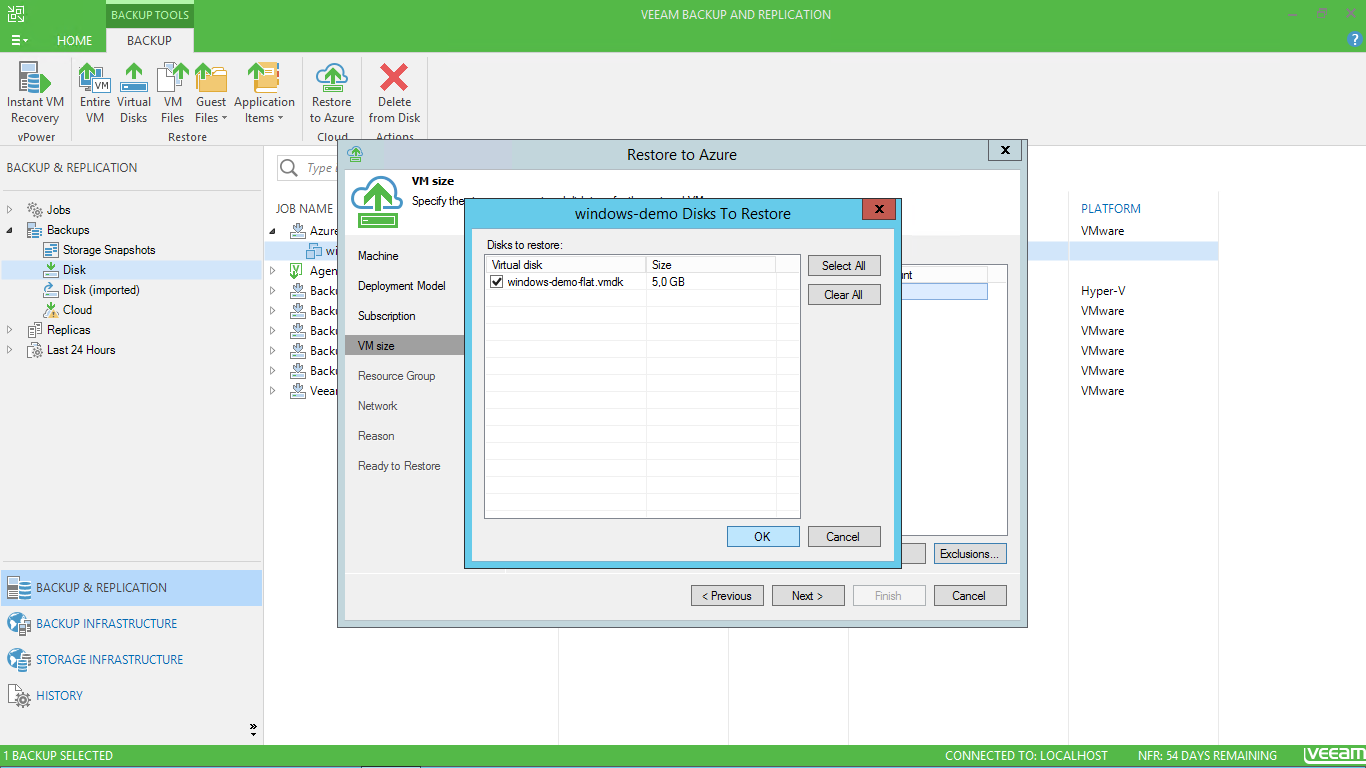 BACKUP TOOLS
VEEAM BACKUP AND REPLICATION
HOME
BACKUP
Instant VM Recovery
Entire VM
Virtual Disks
VM Files
Guest Files
Application Items
Restore to Azure
Delete from Disk
vPower
Restore
Cloud
Actions
BACKUP & REPLICATION
Jobs
Backups
Storage Snapshots
Disk
Disk (imported)
Cloud
Replicas
Last 24 Hours
BACKUP & REPLICATION
BACKUP INFRASTRUCTURE
STORAGE INFRASTRUCTURE
HISTORY
Type
JOB NAME
PLATFORM
Azure
VMware
wi
Agen
Backu
Hyper-V
Backu
VMware
Backu
VMware
Backu
VMware
Backu
VMware
Veea
VMware
Restore to Azure
X
VM size
Specify the
Machine
Deployment Model
Subscription
VM size
Resource Group
Network
Reason
Ready to Restore
Exclusions...
< Previous
Next >
Finish
Cancel
windows-demo Disks To Restore
X
Disks to restore:
Virtual disk
Size
windows-demo-flat.vmdk
5,0 GB
Select All
Clear All
OK
Cancel
1 BACKUP SELECTED
CONNECTED TO: LOCALHOST
NFR: 54 DAYS REMAINING
veeam